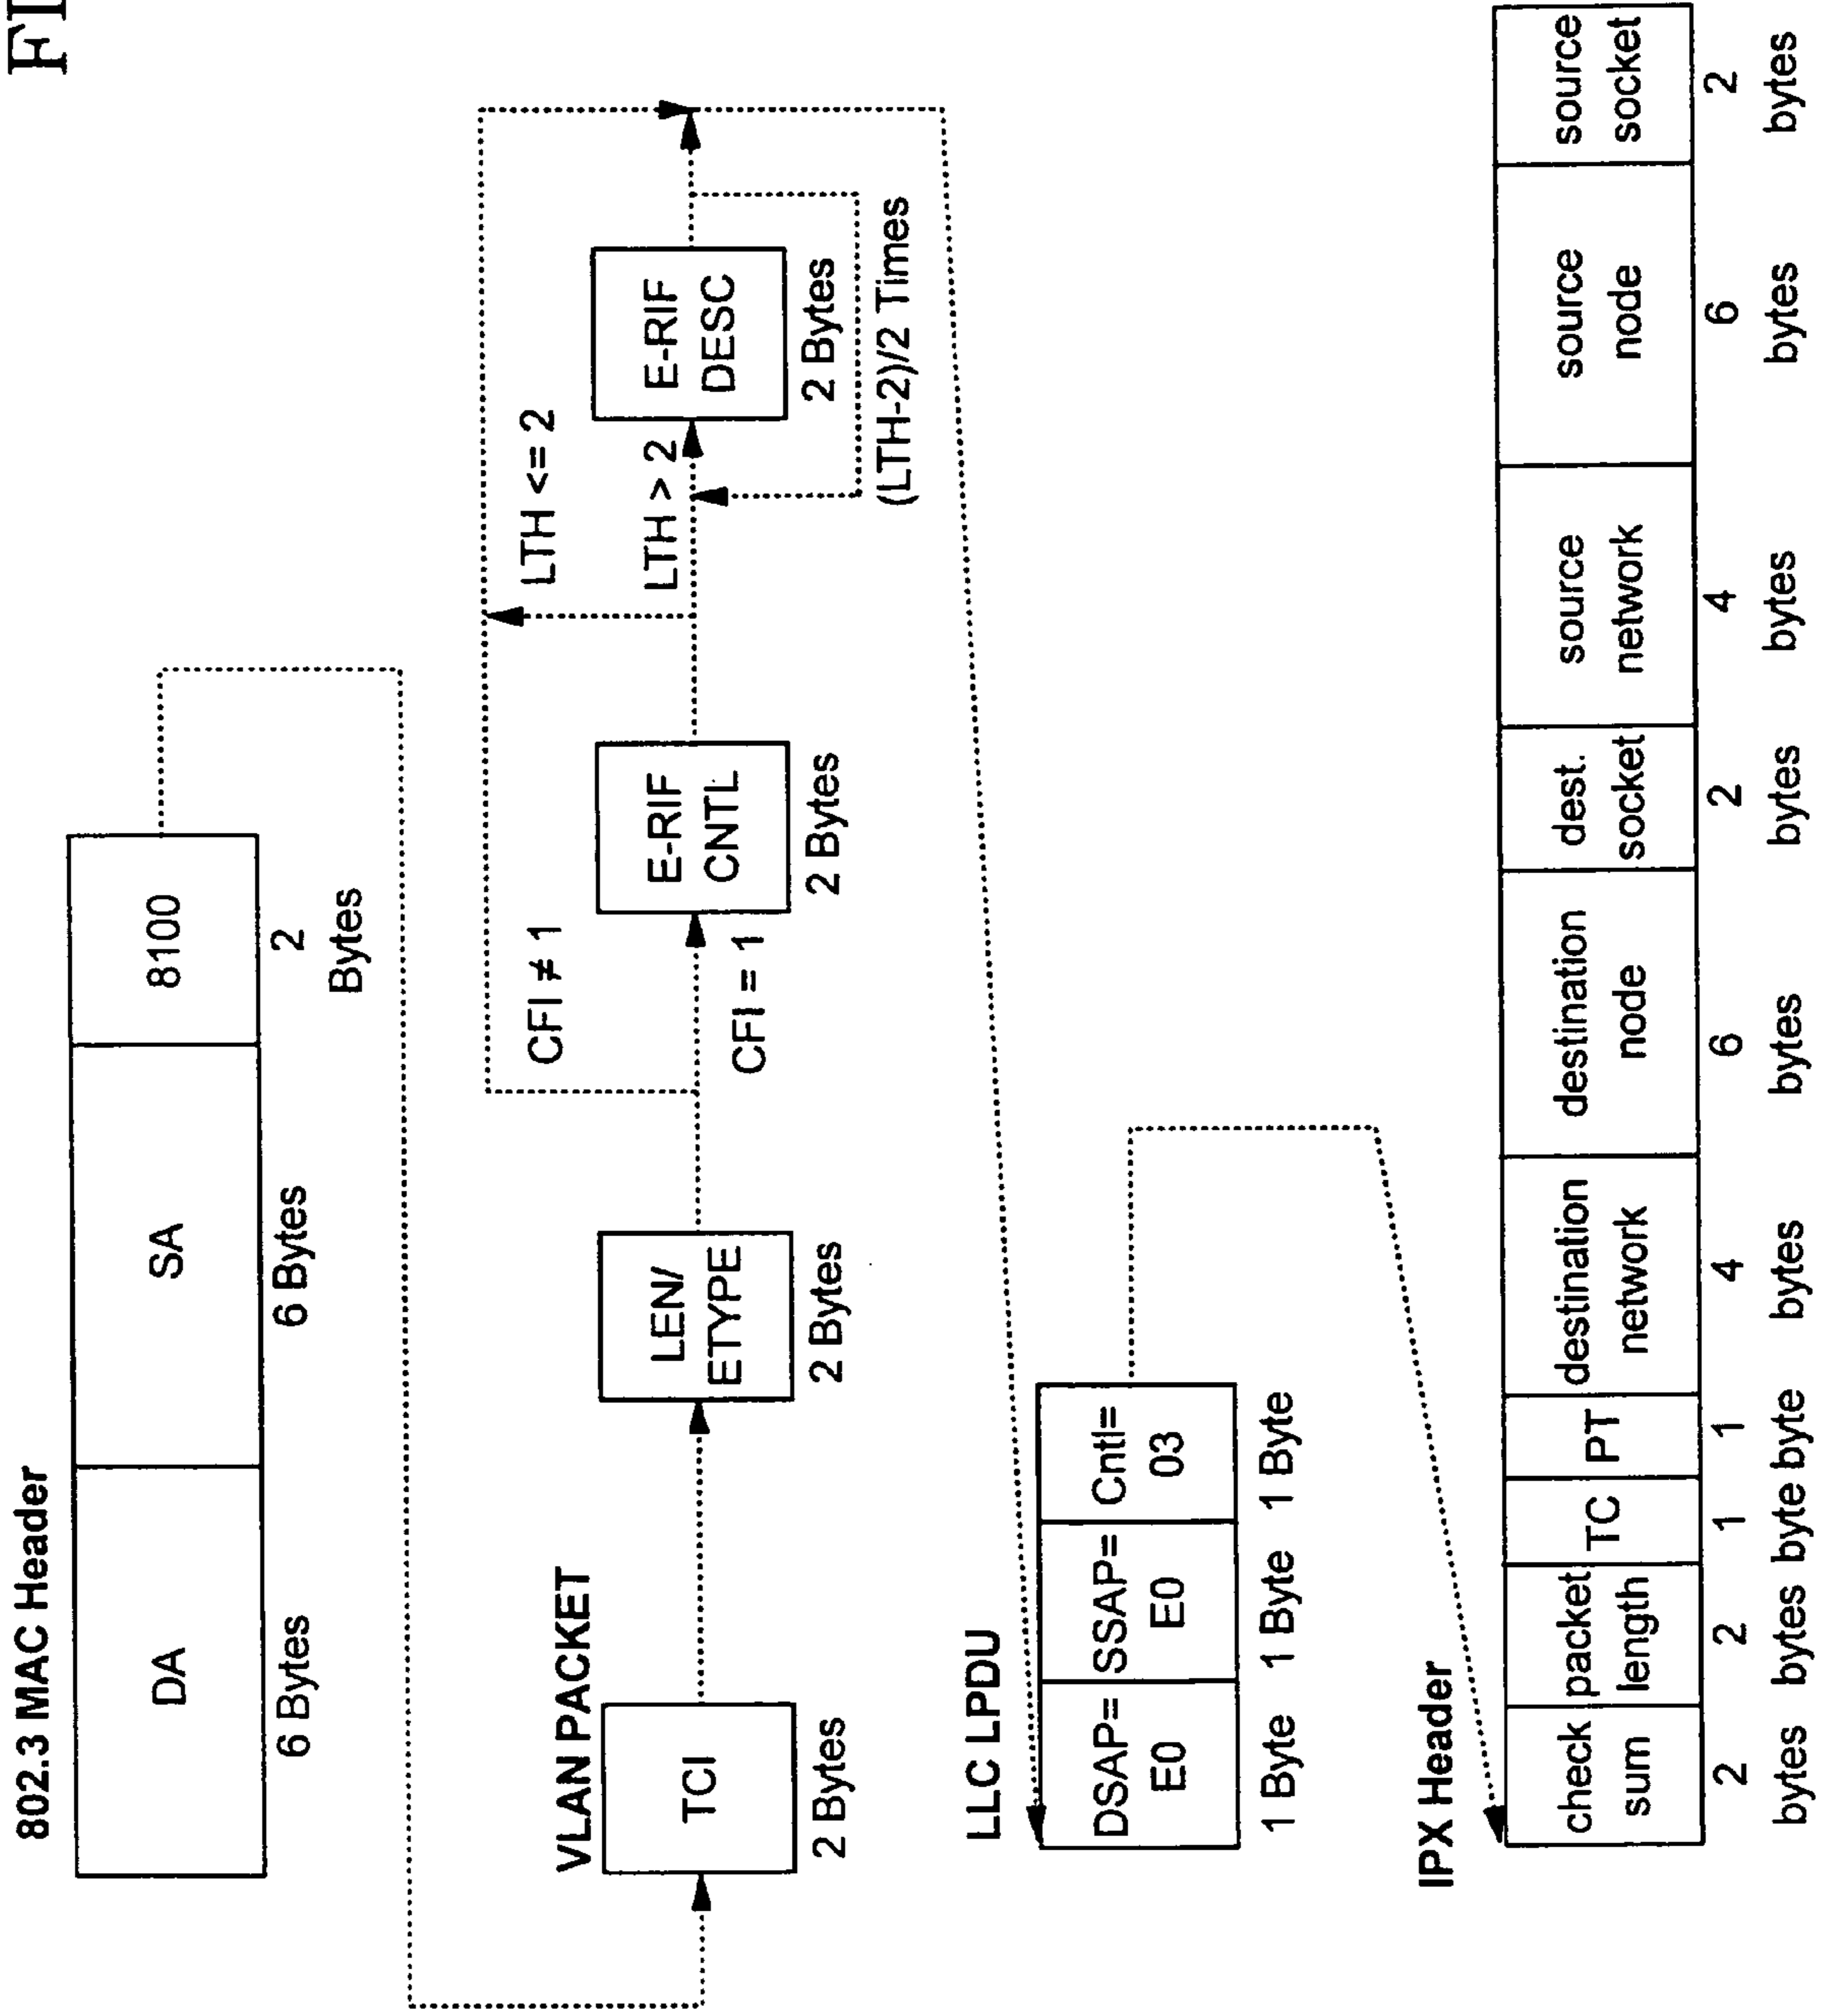 FI
802.3 MAC Header
DA
SA
8100
6 Bytes
6 Bytes
2
Bytes
VLAN PACKET
TCI
2 Bytes
LEN/
ETYPE
2 Bytes
CFI ≠ 1
CFI = 1
E-RIF
CNTL
2 Bytes
LTH <= 2
LTH > 2
E-RIF
DESC
2 Bytes
(LTH-2)/2 Times
LLC LPDU
DSAP=
E0
SSAP=
E0
Cntl=
03
1 Byte
1 Byte
1 Byte
IPX Header
check
sum
packet
length
TC
PT
destination
network
destination
node
dest.
socket
source
network
source
node
source
socket
2
bytes
2
bytes
1
byte
1
byte
4
bytes
6
bytes
2
bytes
4
bytes
6
bytes
2
bytes